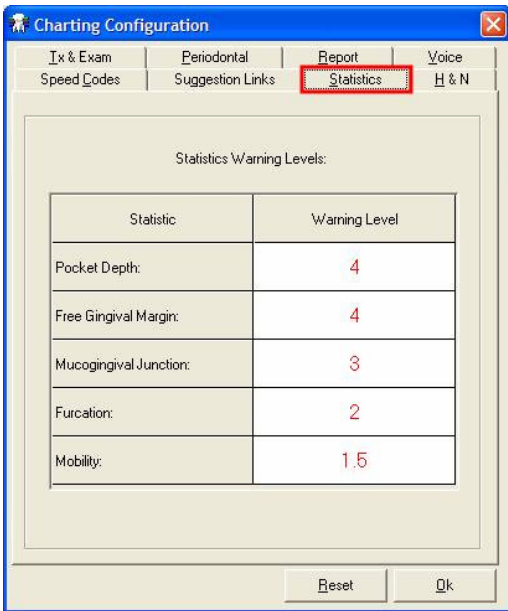 Charting Configuration
Tx & Exam Periodontal Report Voice
Speed Codes Suggestion Links Statistics H & N
Statistics Warning Levels:
Statistic Warning Level
Pocket Depth: 4
Free Gingival Margin: 4
Mucogingival Junction: 3
Furcation: 2
Mobility: 1.5
Reset Ok